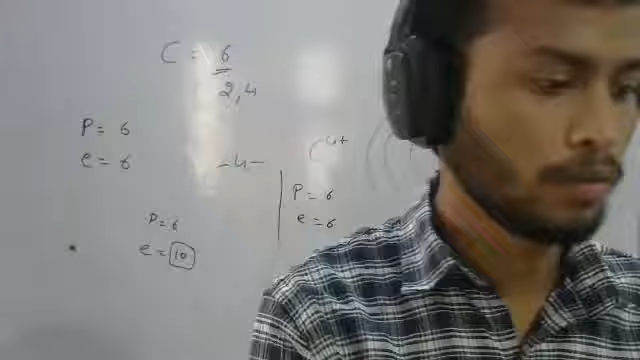 C = 6
2,4
P = 6
e = 6
-4-
C4+
P = 6
e = 6
P = 6
e = 10